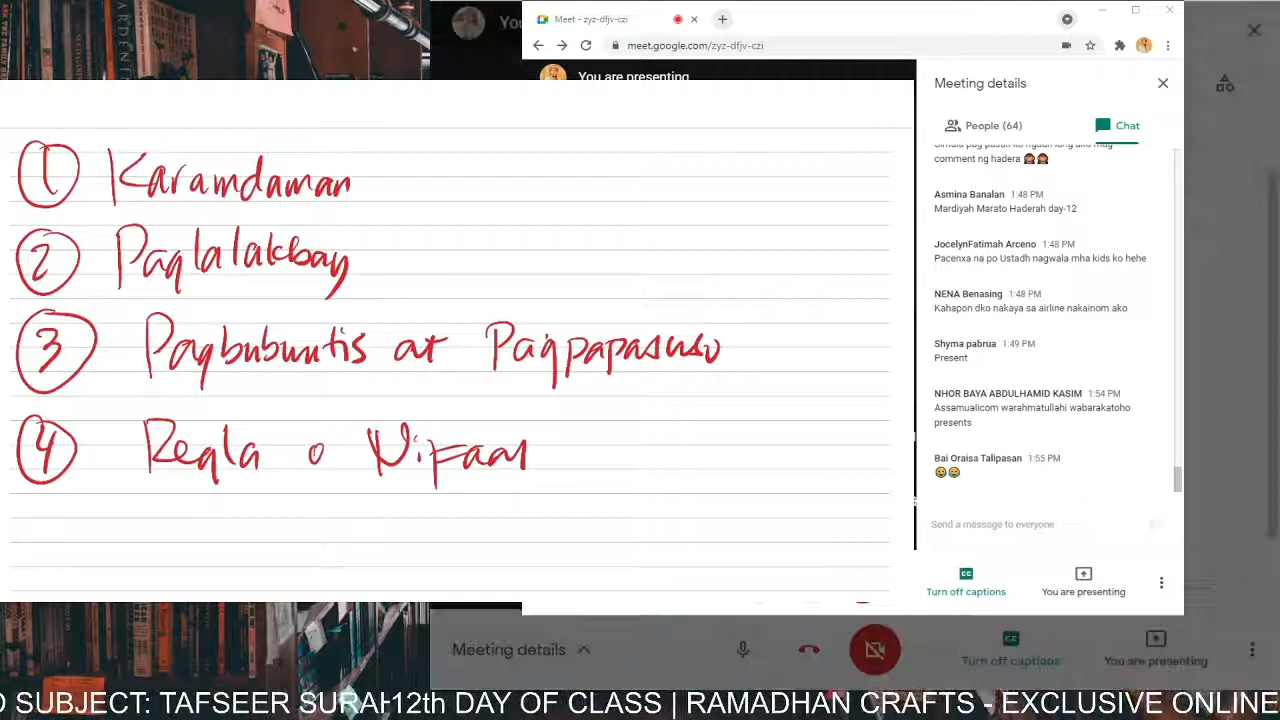 You
Meet - zyz-dfjv-czi
meet.google.com/zyz-dfjv-czi
You are presenting
1 Karamdaman
2 Paglalakbay
3 Pagbubuntis at Pagpapasuso
4 Regla o Nifaas
Meeting details
People (64)
Chat
comment ng hadera
Asmina Banalan 1:48 PM
Mardiyah Marato Haderah day-12
JocelynFatimah Arceno 1:48 PM
Pacenxa na po Ustadh nagwala mha kids ko hehe
NENA Benasing 1:48 PM
Kahapon dko nakaya sa airline nakainom ako
Shyma pabrua 1:49 PM
Present
NHOR BAYA ABDULHAMID KASIM 1:54 PM
Assamualicom warahmatullahi wabarakatoho
presents
Bai Oraisa Talipasan 1:55 PM
Send a message to everyone
Turn off captions
You are presenting
Meeting details
Turn off captions
You are presenting
SUBJECT: TAFSEER SURAH 12th DAY OF CLASS | RAMADHAN CRAFTS - EXCLUSIVE ONLINE